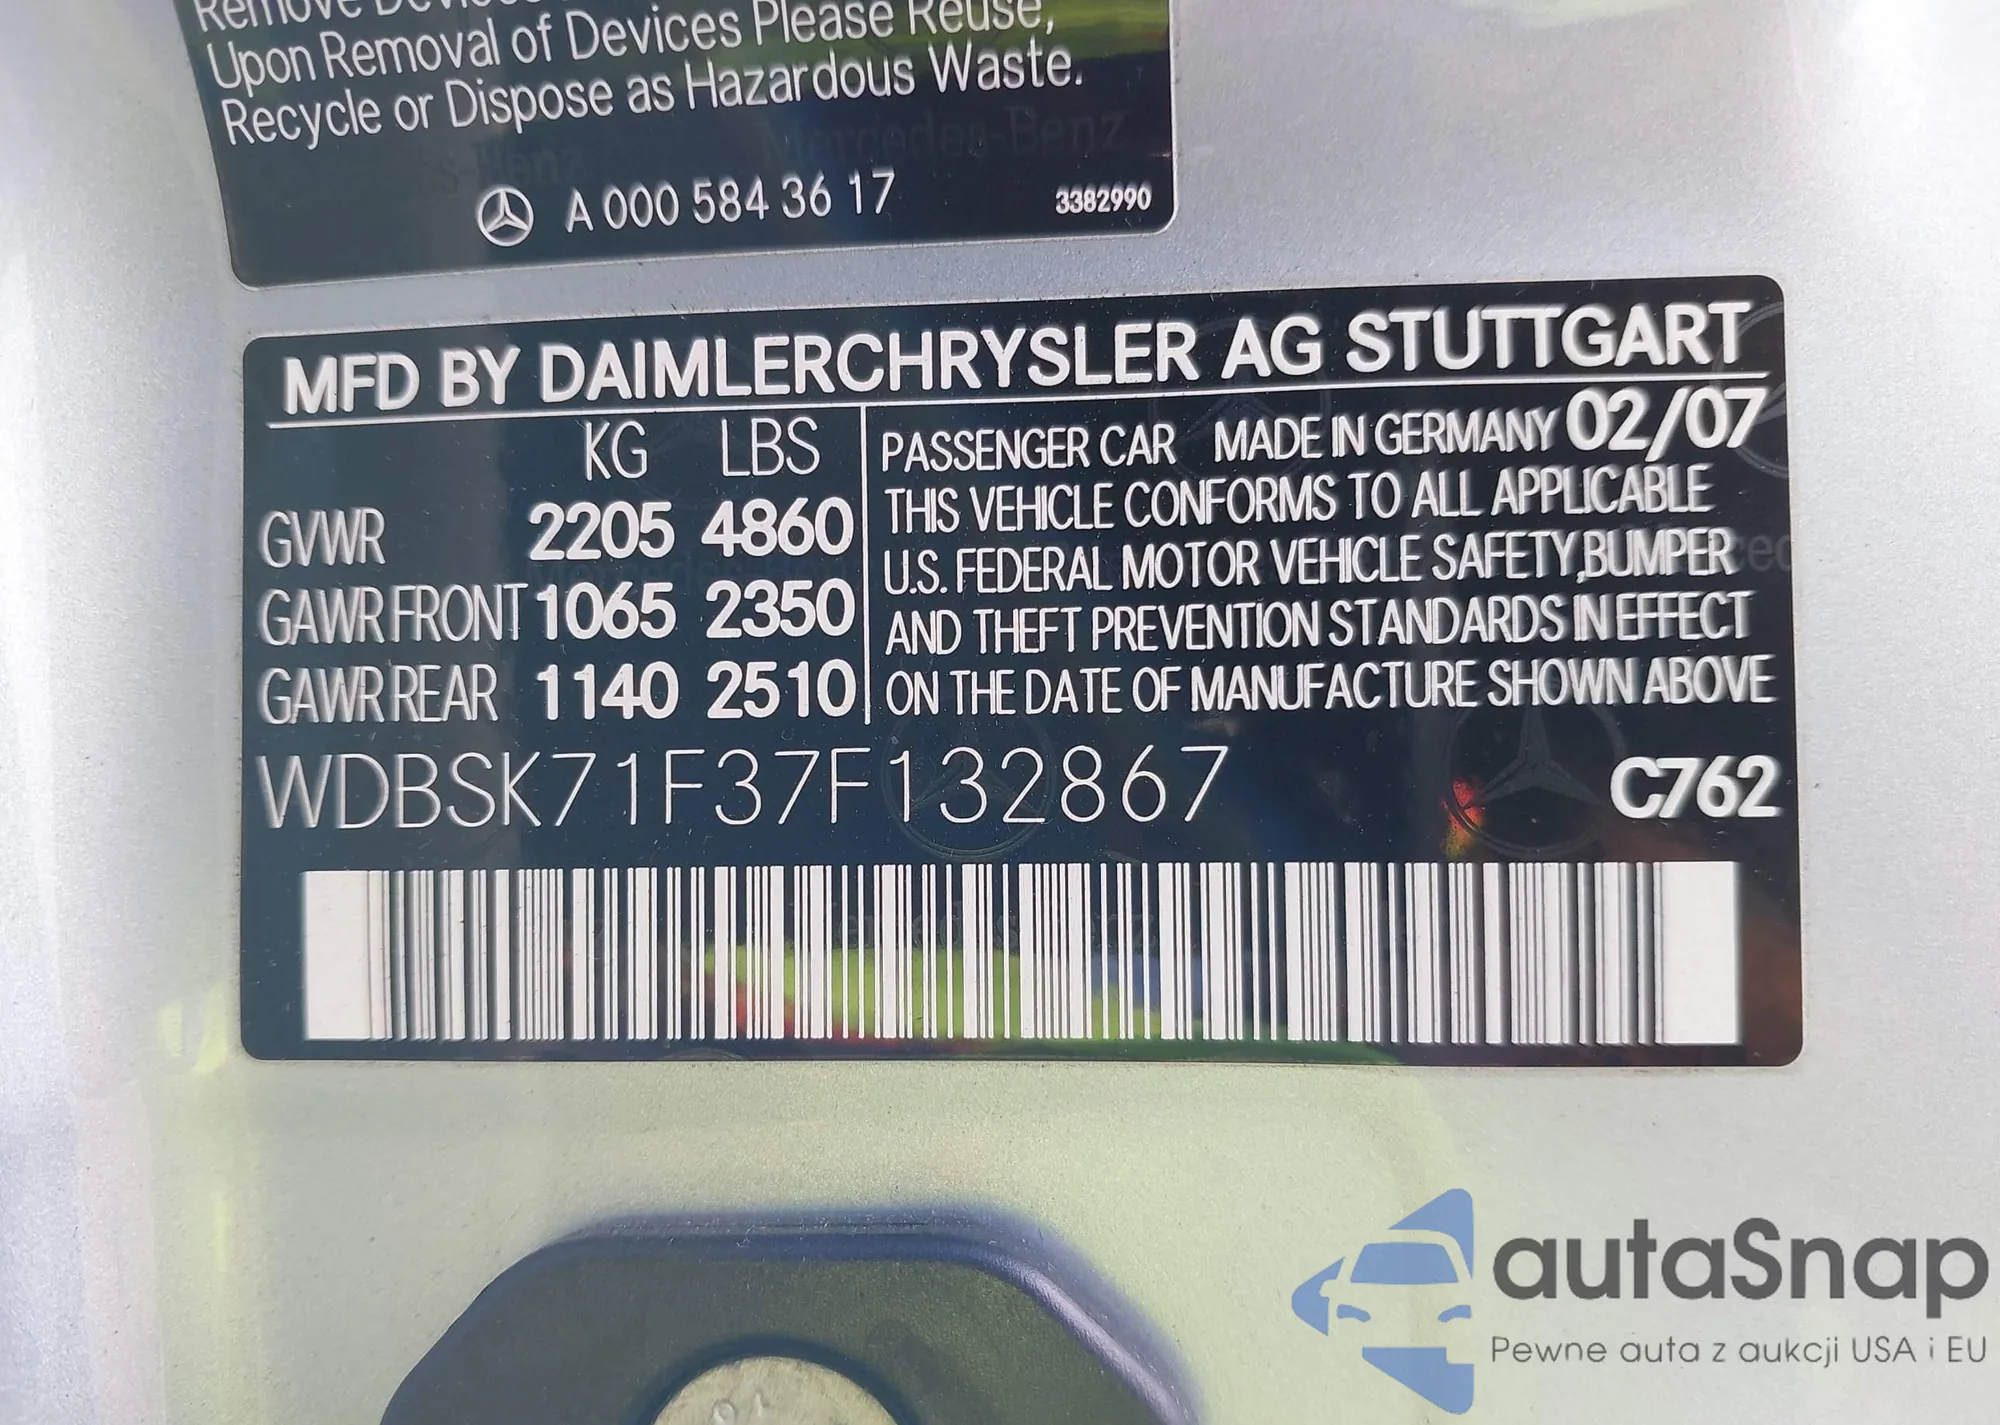 Remove Devices
Upon Removal of Devices Please Reuse,
Recycle or Dispose as Hazardous Waste.
A 000 584 36 17
3382990
MFD BY DAIMLERCHRYSLER AG STUTTGART
KG LBS
GVWR 2205 4860
GAWR FRONT 1065 2350
GAWR REAR 1140 2510
PASSENGER CAR MADE IN GERMANY 02/07
THIS VEHICLE CONFORMS TO ALL APPLICABLE
U.S. FEDERAL MOTOR VEHICLE SAFETY,BUMPER
AND THEFT PREVENTION STANDARDS IN EFFECT
ON THE DATE OF MANUFACTURE SHOWN ABOVE
WDBSK71F37F132867
C762
autaSnap
Pewne auta z aukcji USA i EU